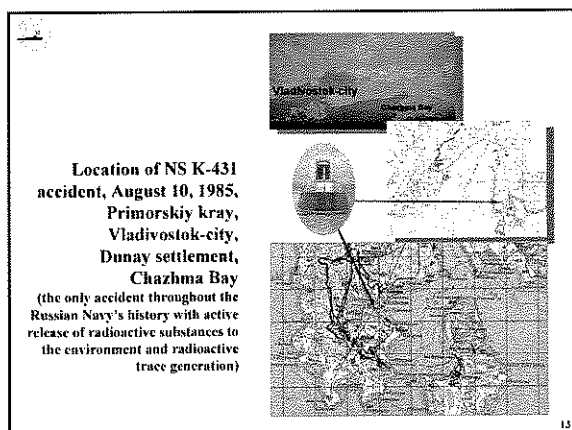 Vladivostok-city
Chazhma Bay
Location of NS K-431
accident, August 10, 1985,
Primorskiy kray,
Vladivostok-city,
Dunay settlement,
Chazhma Bay
(the only accident throughout the
Russian Navy's history with active
release of radioactive substances to
the environment and radioactive
trace generation)
13